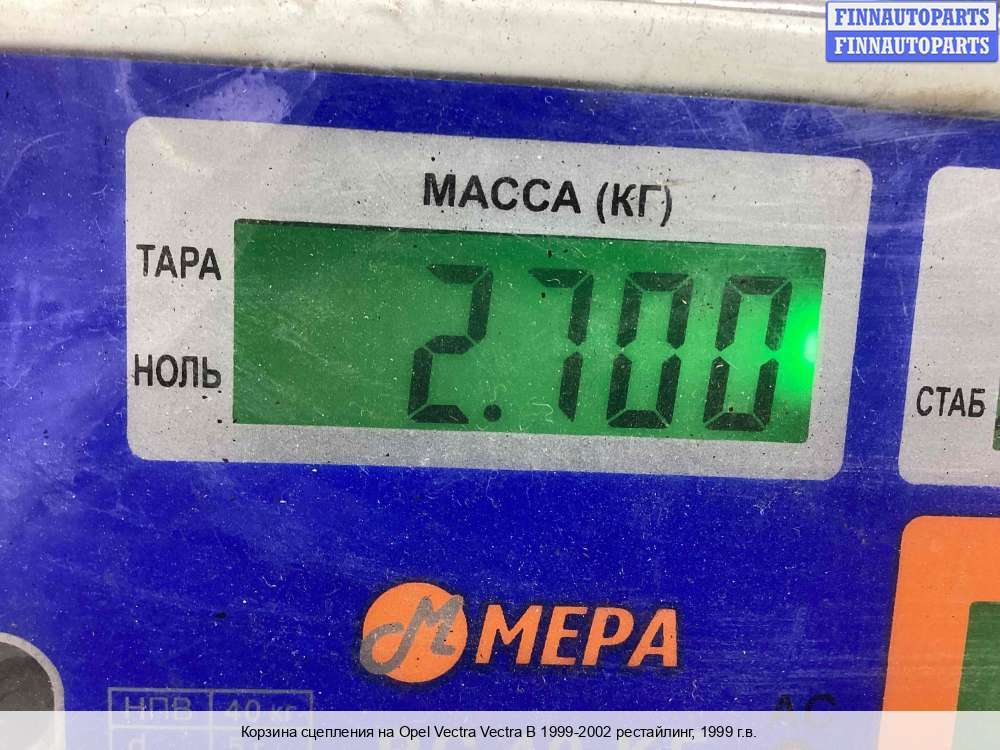 FINNAUTOPARTS
FINNAUTOPARTS
МАССА (КГ)
ТАРА
2.700
НОЛЬ
СТАБ
М МЕРА
НПВ 40 кг
Корзина сцепления на Opel Vectra Vectra B 1999-2002 рестайлинг, 1999 г.в.